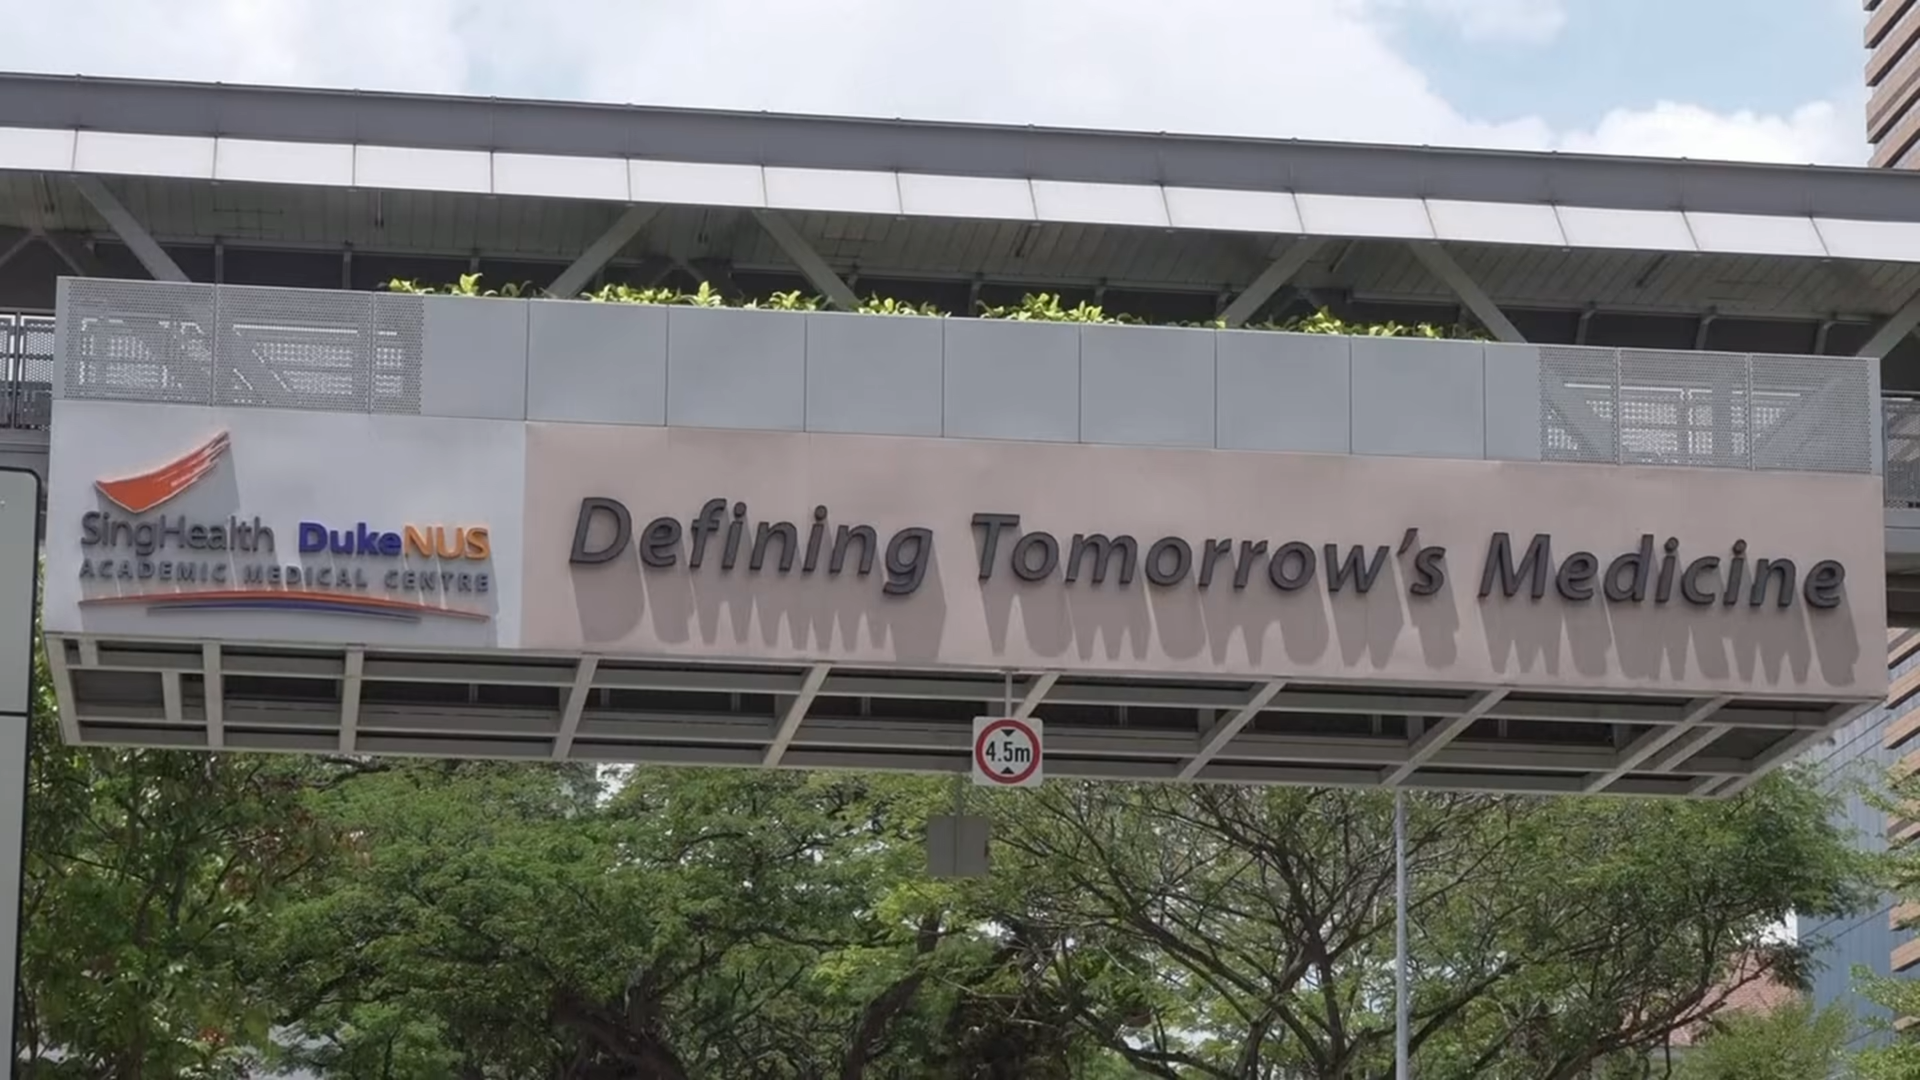 SingHealth DukeNUS
ACADEMIC MEDICAL CENTRE
Defining Tomorrow’s Medicine
4.5m